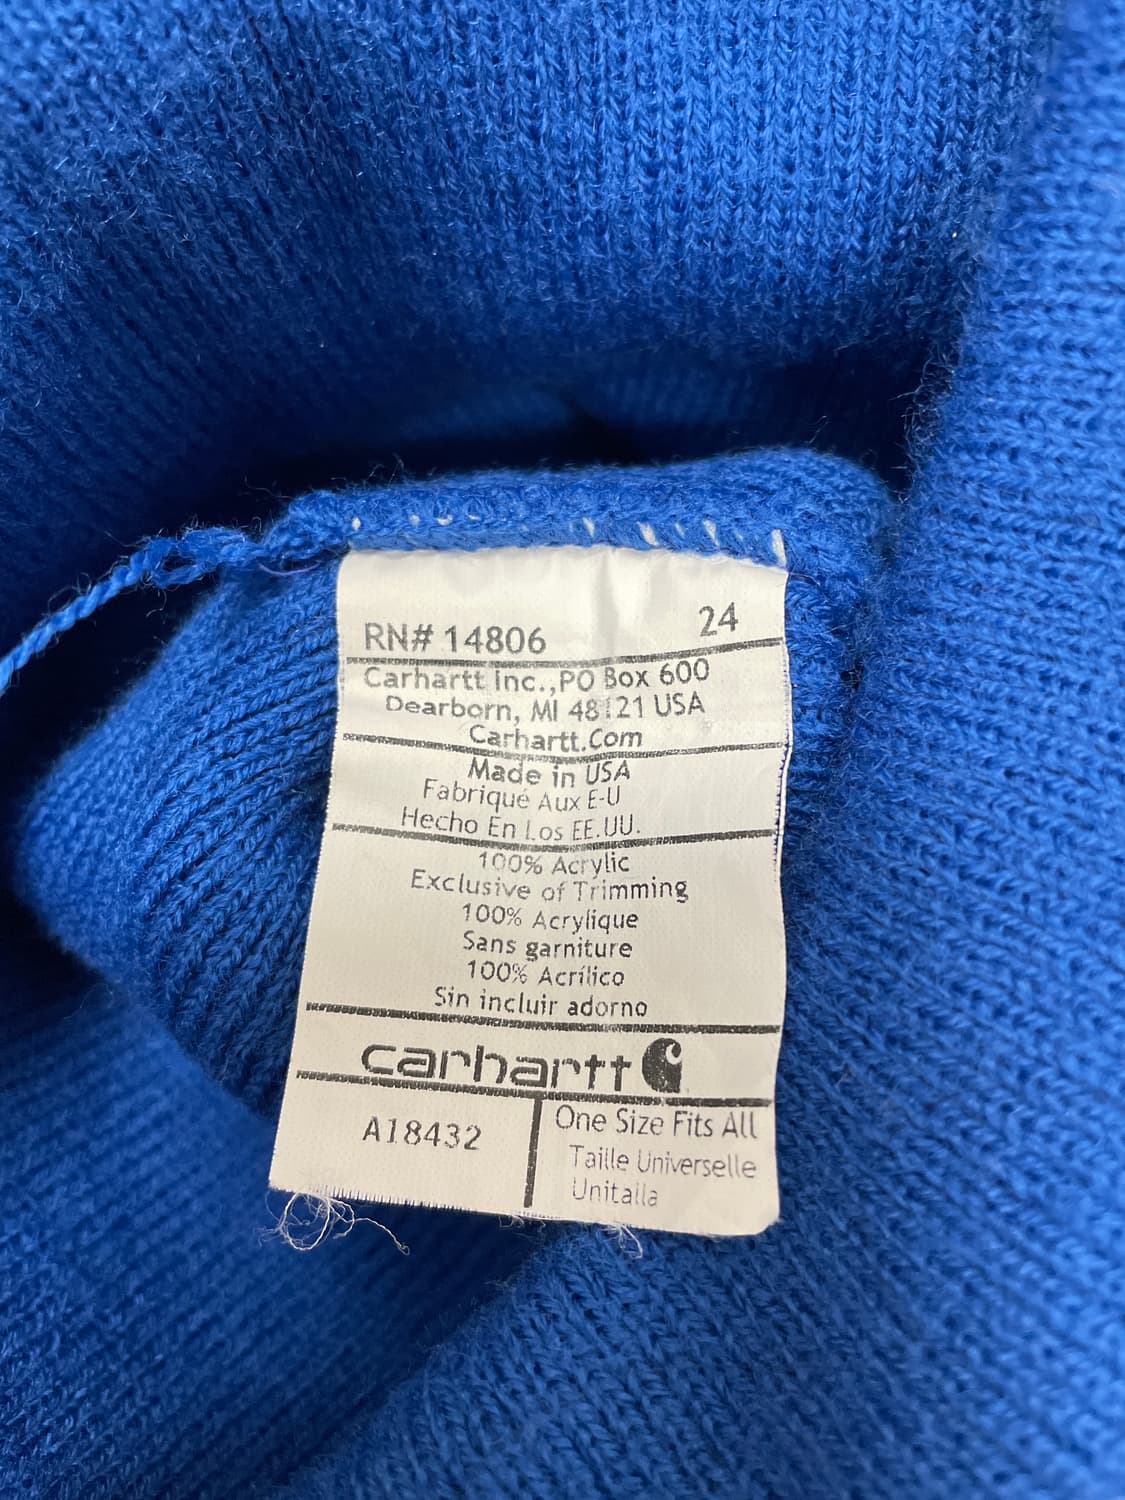 24
RN# 14806
Carhartt Inc.,PO Box 600
Dearborn, MI 48121 USA
Carhartt.Com
Made in USA
Fabriqué Aux E-U
Hecho En Los EE.UU.
100% Acrylic
Exclusive of Trimming
100% Acrylique
Sans garniture
100% Acrílico
Sin incluir adorno
carhartt
A18432
One Size Fits All
Taille Universelle
Unitalla